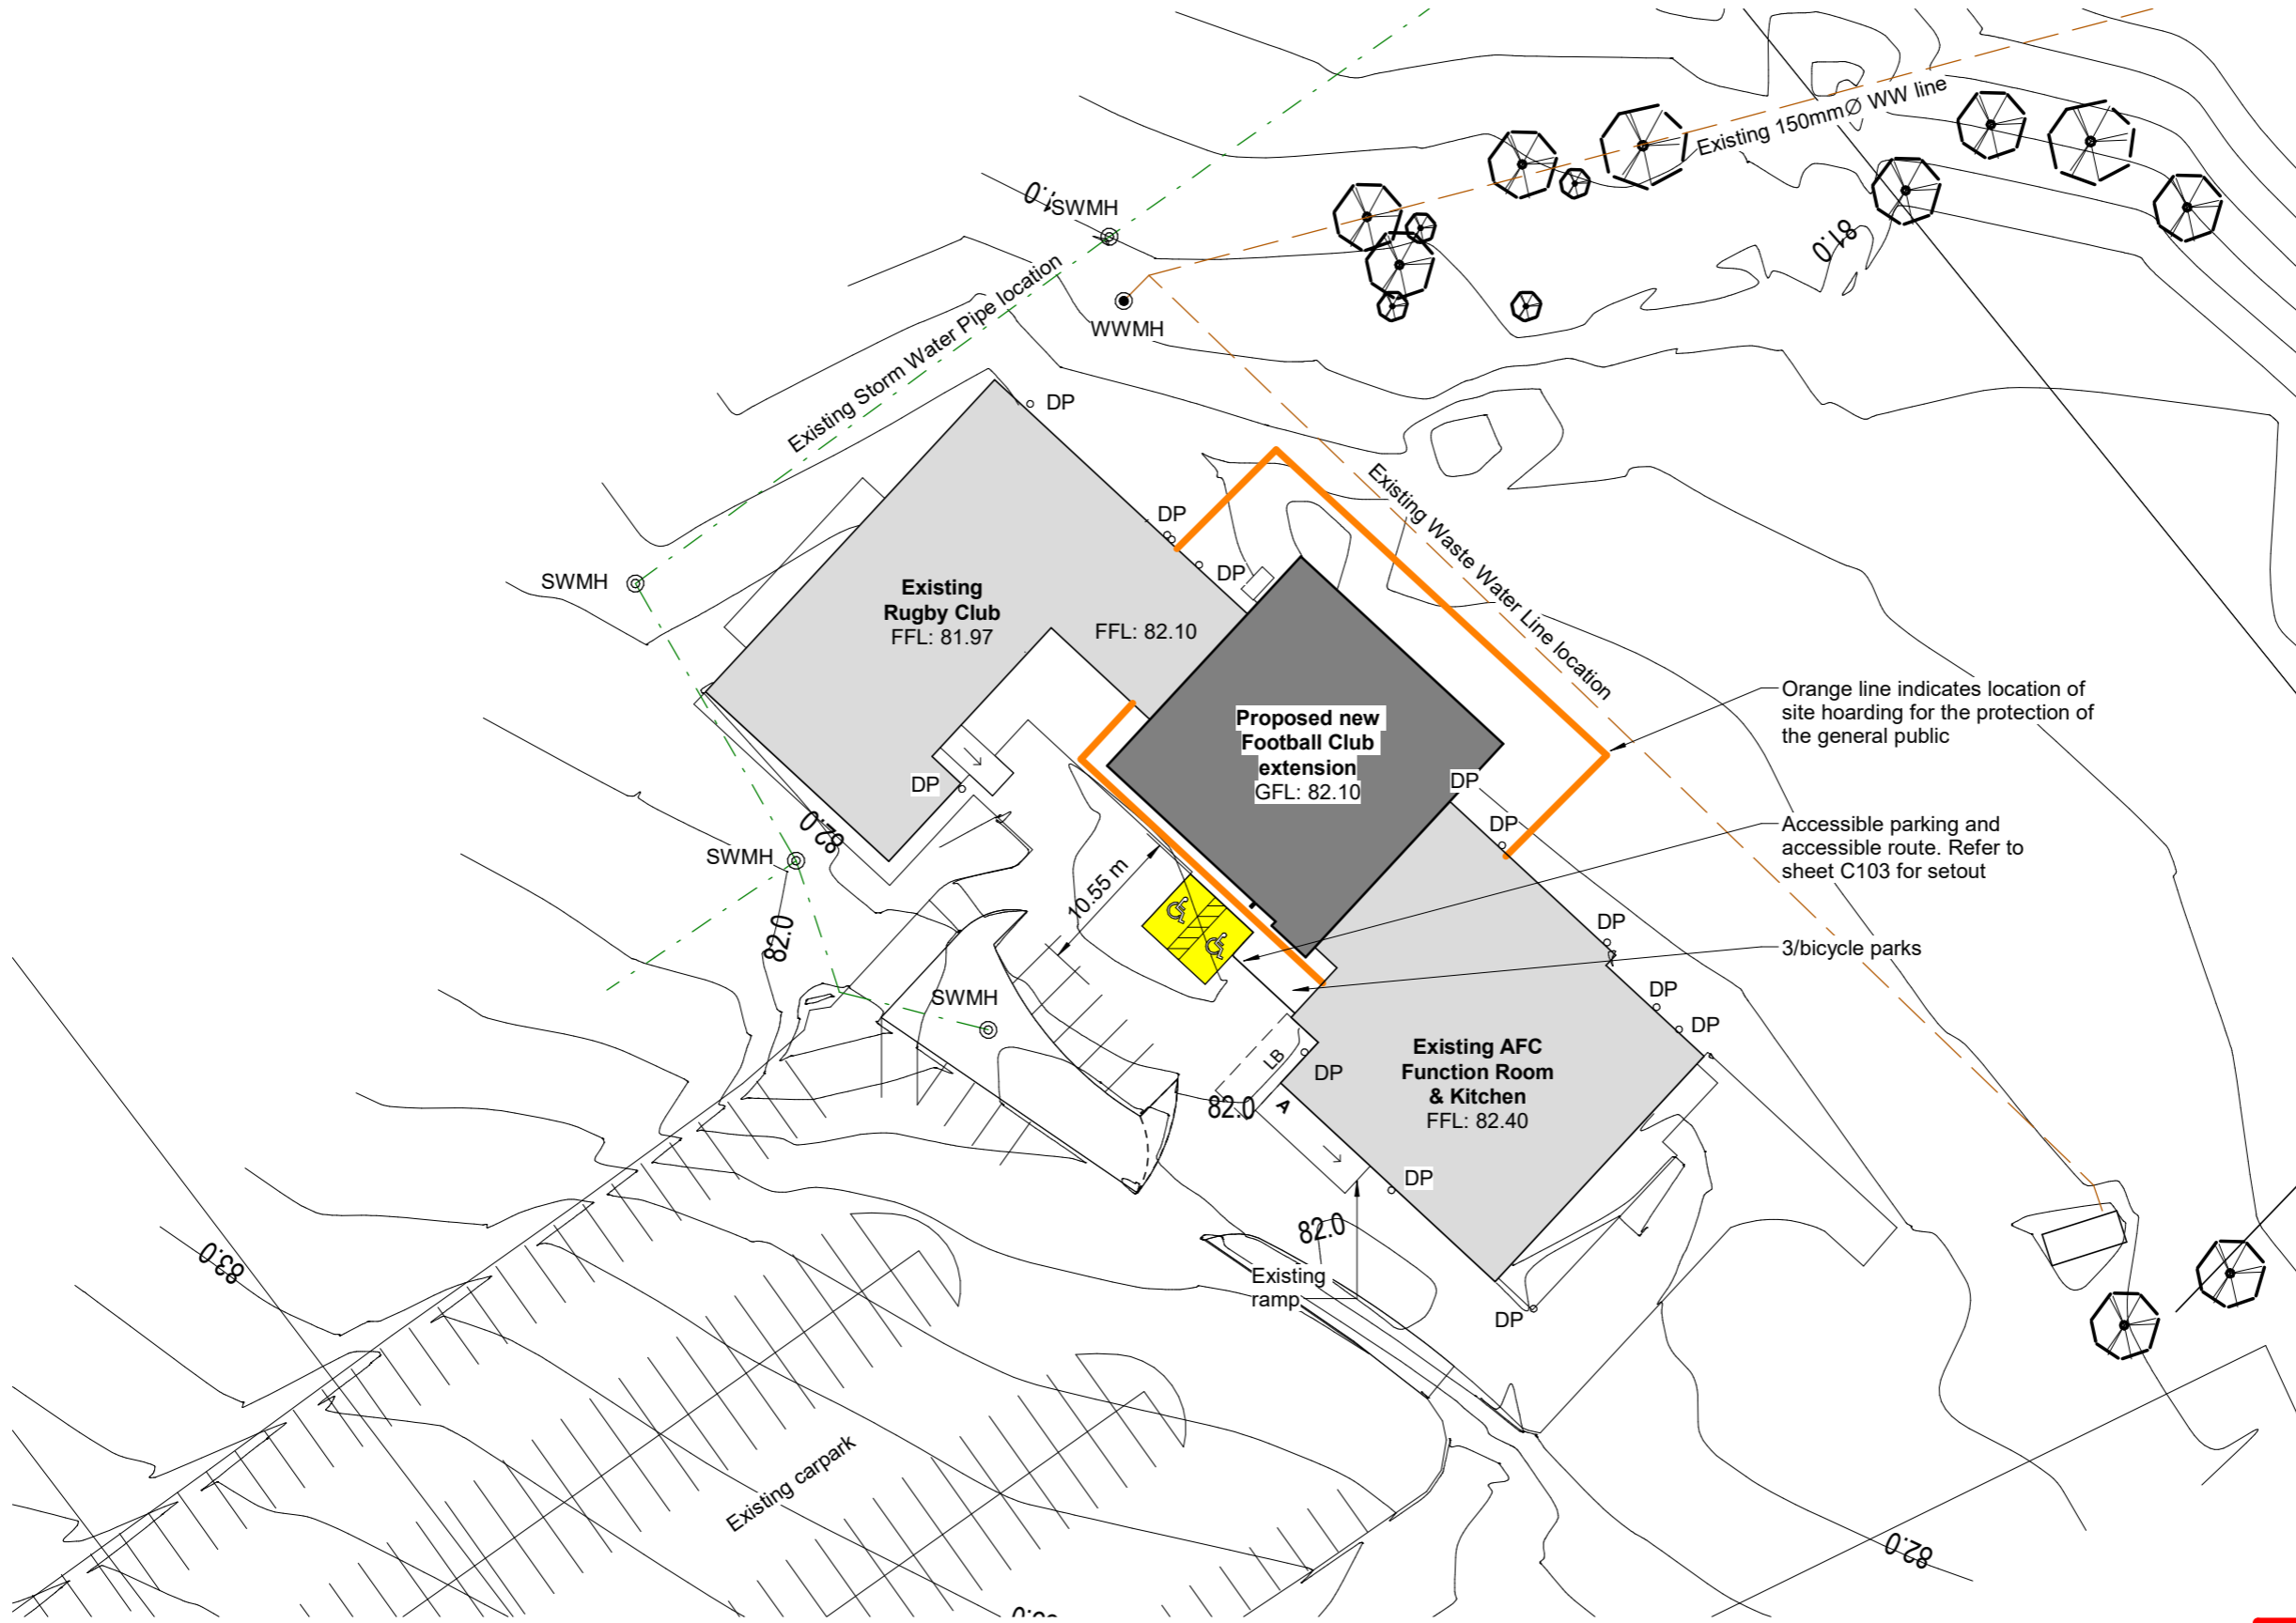 Existing 150mmØ WW line
SWMH
81.0
Existing Storm Water Pipe location
WWMH
DP
Existing Waste Water Line location
DP
DP
SWMH
Existing
Rugby Club
FFL: 81.97
FFL: 82.10
Proposed new
Football Club
extension
GFL: 82.10
Orange line indicates location of
site hoarding for the protection of
the general public
DP
DP
DP
Accessible parking and
accessible route. Refer to
sheet C103 for setout
82.0
SWMH
10.55 m
DP
3/bicycle parks
82.0
SWMH
DP
DP
LB
Existing AFC
Function Room
& Kitchen
FFL: 82.40
DP
82.0
A
DP
82.0
83.0
Existing
ramp
DP
Existing carpark
82.0